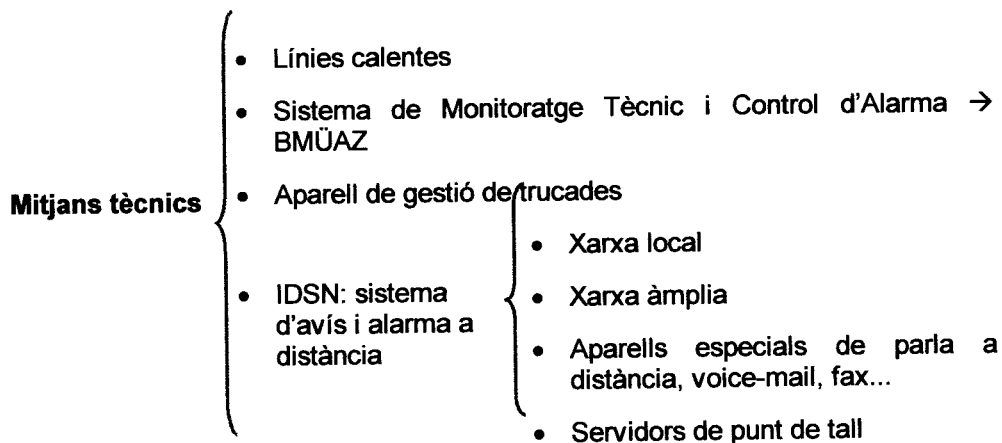 • Línies calentes
• Sistema de Monitoratge Tècnic i Control d'Alarma →
BMÜAZ
Mitjans tècnics
• Aparell de gestió de trucades
• IDSN: sistema
d'avís i alarma a
distància
• Xarxa local
• Xarxa àmplia
• Aparells especials de parla a
distància, voice-mail, fax...
• Servidors de punt de tall